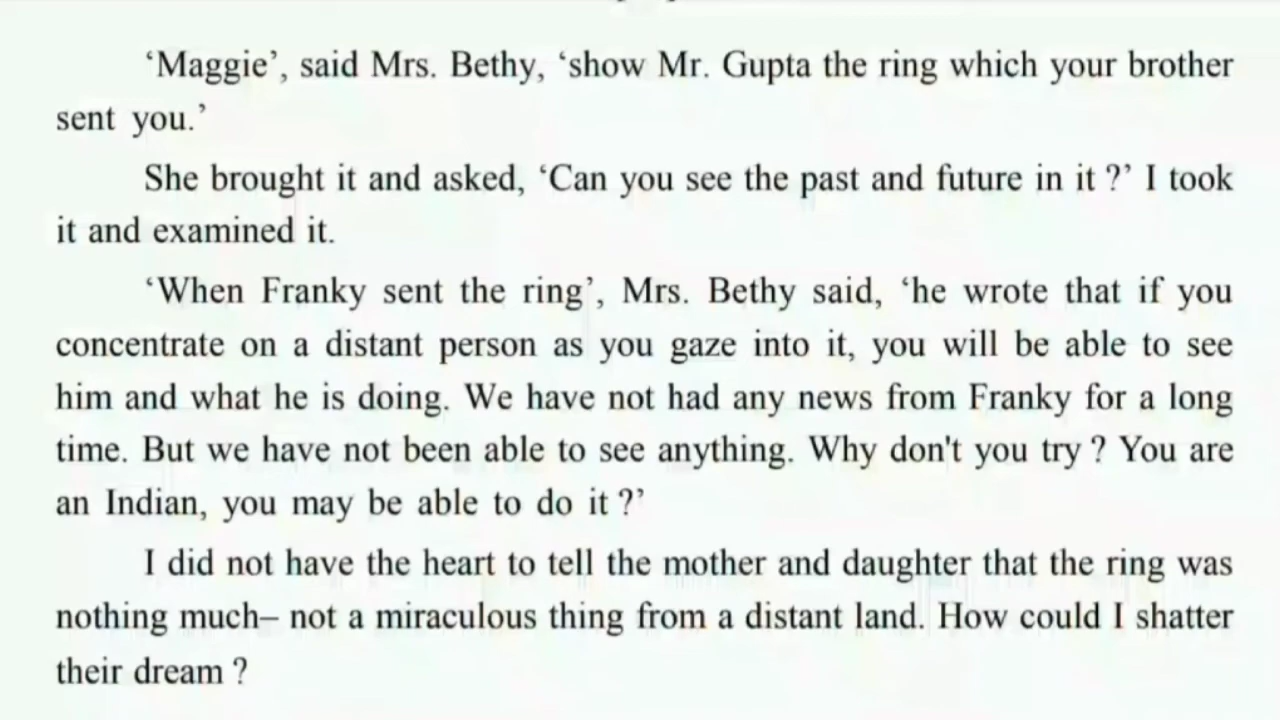 ‘Maggie’, said Mrs. Bethy, ‘show Mr. Gupta the ring which your brother
sent you.’
She brought it and asked, ‘Can you see the past and future in it ?’ I took
it and examined it.
‘When Franky sent the ring’, Mrs. Bethy said, ‘he wrote that if you
concentrate on a distant person as you gaze into it, you will be able to see
him and what he is doing. We have not had any news from Franky for a long
time. But we have not been able to see anything. Why don't you try ? You are
an Indian, you may be able to do it ?’
I did not have the heart to tell the mother and daughter that the ring was
nothing much– not a miraculous thing from a distant land. How could I shatter
their dream ?